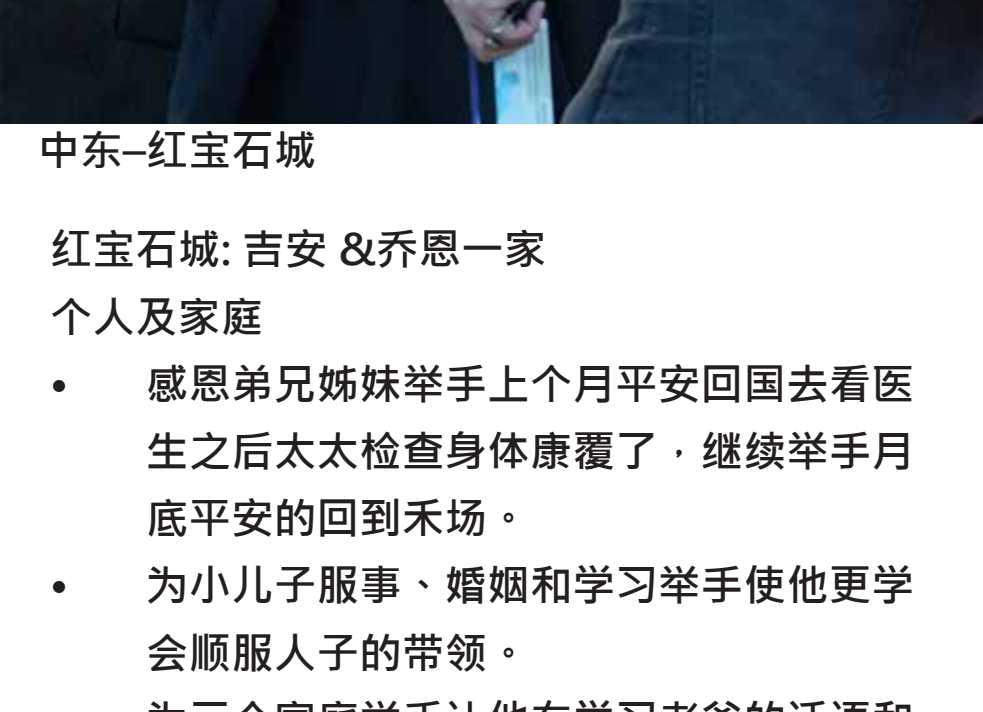 中东–红宝石城
红宝石城: 吉安 &乔恩一家
个人及家庭
• 感恩弟兄姊妹举手上个月平安回国去看医
生之后太太检查身体康覆了，继续举手月
底平安的回到禾场。
• 为小儿子服事、婚姻和学习举手使他更学
会顺服人子的带领。